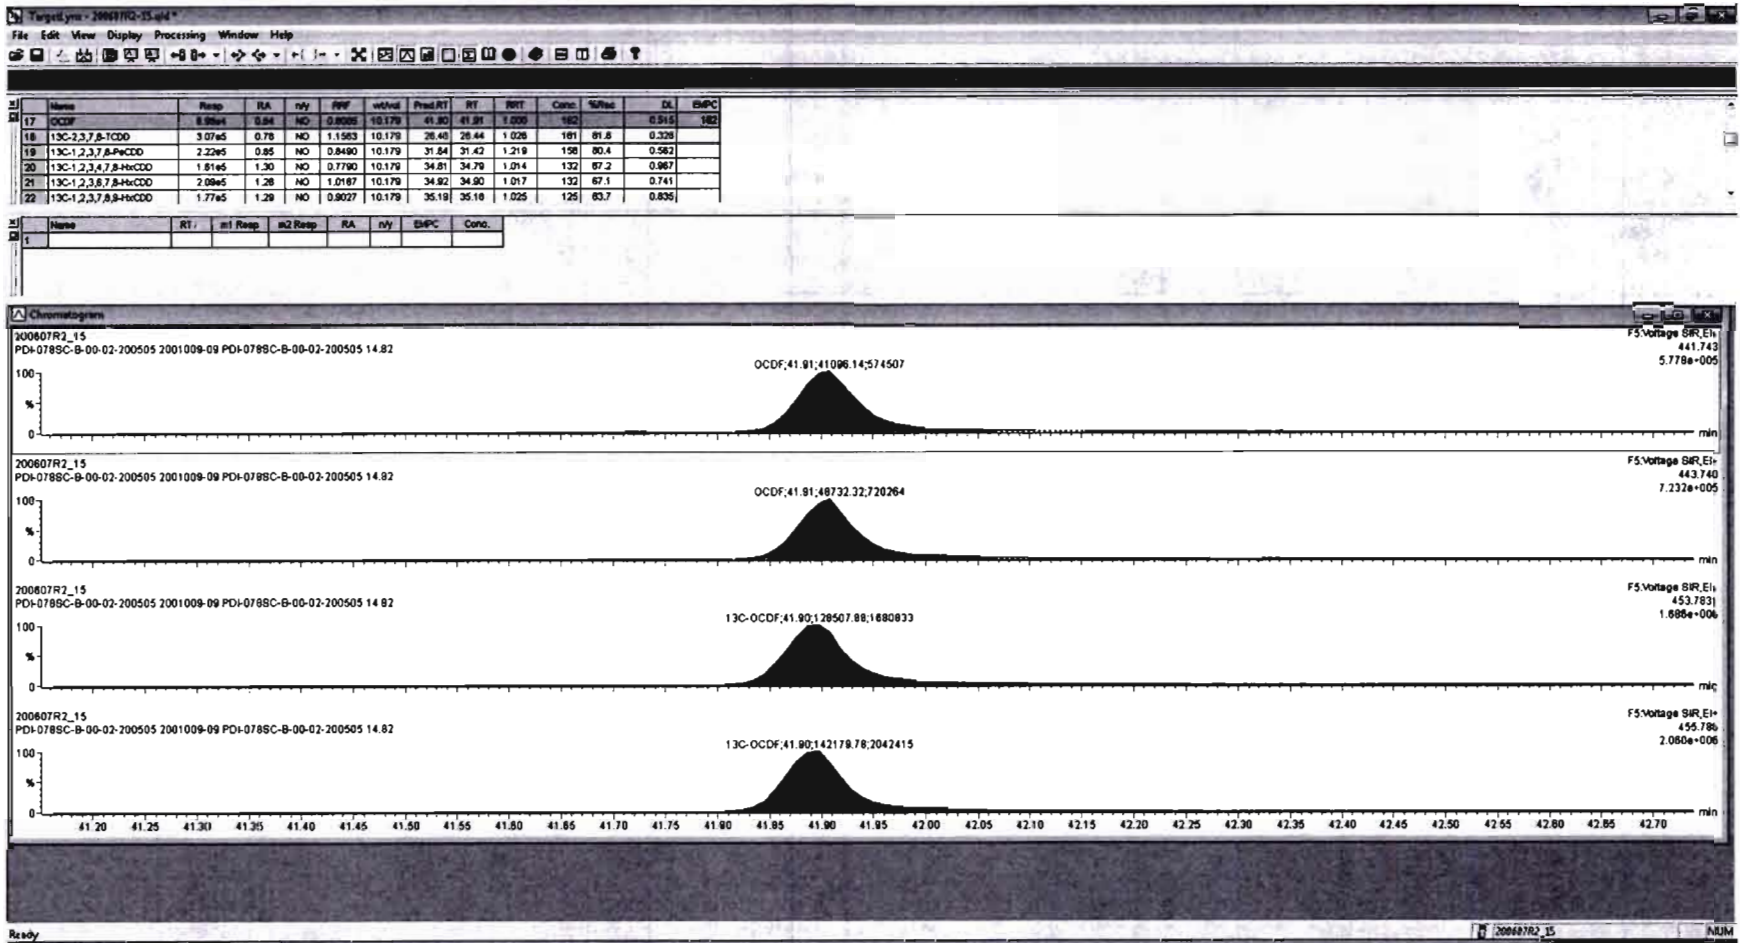 TargetLynx - 200607R2-15.qld *
File Edit View Display Processing Window Help
Name Resp RA n/y RRF wt/vol Pred.RT RT RRT Conc. %Rec DL EMPC
17 OCDF NO 10.179 41.90 41.91 1.000 182 0.515 182
18 13C-2,3,7,8-TCDD 3.07e5 0.78 NO 1.1563 10.179 26.44 1.026 161 81.8 0.326
19 13C-1,2,3,7,8-PeCDD 2.22e5 0.85 NO 0.8490 10.179 31.42 1.219 158 80.4 0.562
20 13C-1,2,3,4,7,8-HxCDD 1.61e5 1.30 NO 0.7790 10.179 34.81 34.79 1.014 132 67.2 0.967
21 13C-1,2,3,6,7,8-HxCDD 2.09e5 1.28 NO 1.0167 10.179 34.92 34.90 1.017 132 67.1 0.741
22 13C-1,2,3,7,8,9-HxCDD 1.77e5 1.29 NO 0.9027 10.179 35.19 35.16 1.025 125 63.7 0.835
Name RT m1 Resp m2 Resp RA n/y EMPC Conc.
1
Chromatogram
200607R2_15
PDI-078SC-B-00-02-200505 2001009-09 PDI-078SC-B-00-02-200505 14.82
F5:Voltage SIR,EI+
441.743
5.778e+005
OCDF;41.91;41096.14;574507
100
%
0
min
200607R2_15
PDI-078SC-B-00-02-200505 2001009-09 PDI-078SC-B-00-02-200505 14.82
F5:Voltage SIR,EI+
443.740
7.232e+005
OCDF;41.91;48732.32;720264
100
%
0
min
200607R2_15
PDI-078SC-B-00-02-200505 2001009-09 PDI-078SC-B-00-02-200505 14.82
F5:Voltage SIR,EI+
453.783
1.686e+006
13C-OCDF;41.90;128507.88;1680833
100
%
0
min
200607R2_15
PDI-078SC-B-00-02-200505 2001009-09 PDI-078SC-B-00-02-200505 14.82
F5:Voltage SIR,EI+
455.78
2.060e+006
13C-OCDF;41.90;142179.78;2042415
100
%
0
min
41.20 41.25 41.30 41.35 41.40 41.45 41.50 41.55 41.60 41.65 41.70 41.75 41.80 41.85 41.90 41.95 42.00 42.05 42.10 42.15 42.20 42.25 42.30 42.35 42.40 42.45 42.50 42.55 42.60 42.65 42.70
Ready
200607R2_15
NUM